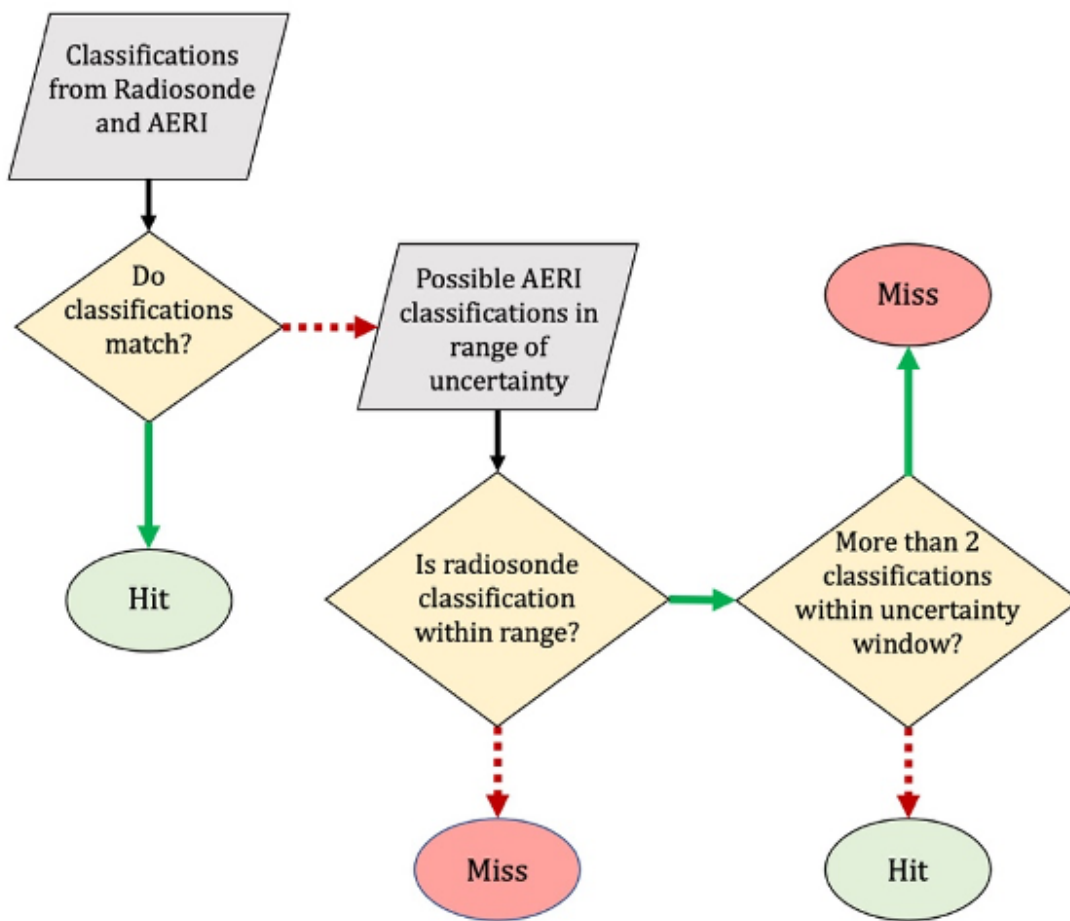 Classifications
from Radiosonde
and AERI
Do
classifications
match?
Possible AERI
classifications in
range of
uncertainty
Miss
Hit
Is radiosonde
classification
within range?
More than 2
classifications
within uncertainty
window?
Miss
Hit